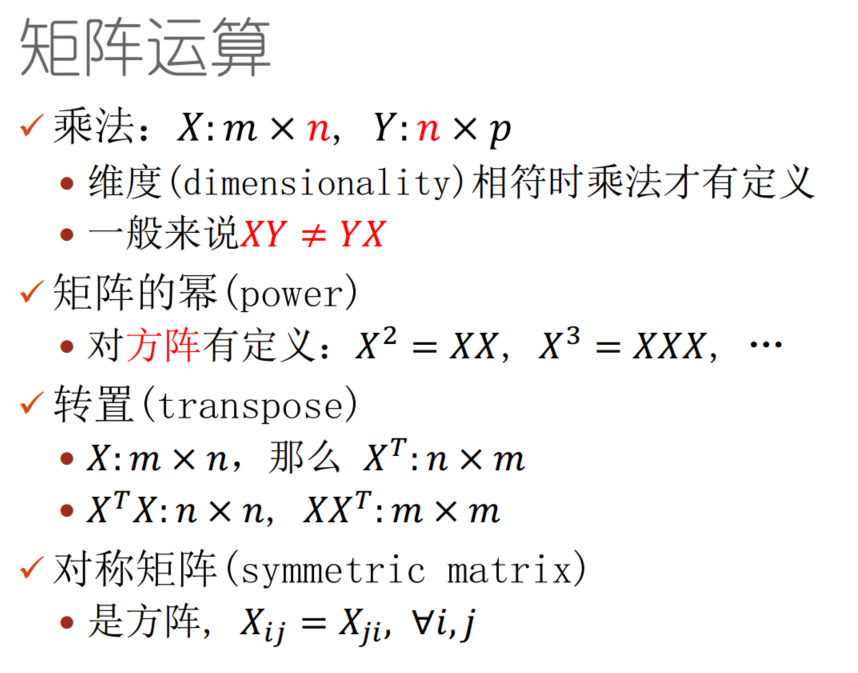 矩阵运算
✓ 乘法：X: m × n, Y: n × p
• 维度(dimensionality)相符时乘法才有定义
• 一般来说XY ≠ YX
✓ 矩阵的幂(power)
• 对方阵有定义：X² = XX, X³ = XXX, ⋯
✓ 转置(transpose)
• X: m × n，那么 Xᵀ: n × m
• XᵀX: n × n, XXᵀ: m × m
✓ 对称矩阵(symmetric matrix)
• 是方阵, Xᵢⱼ = Xⱼᵢ, ∀i, j